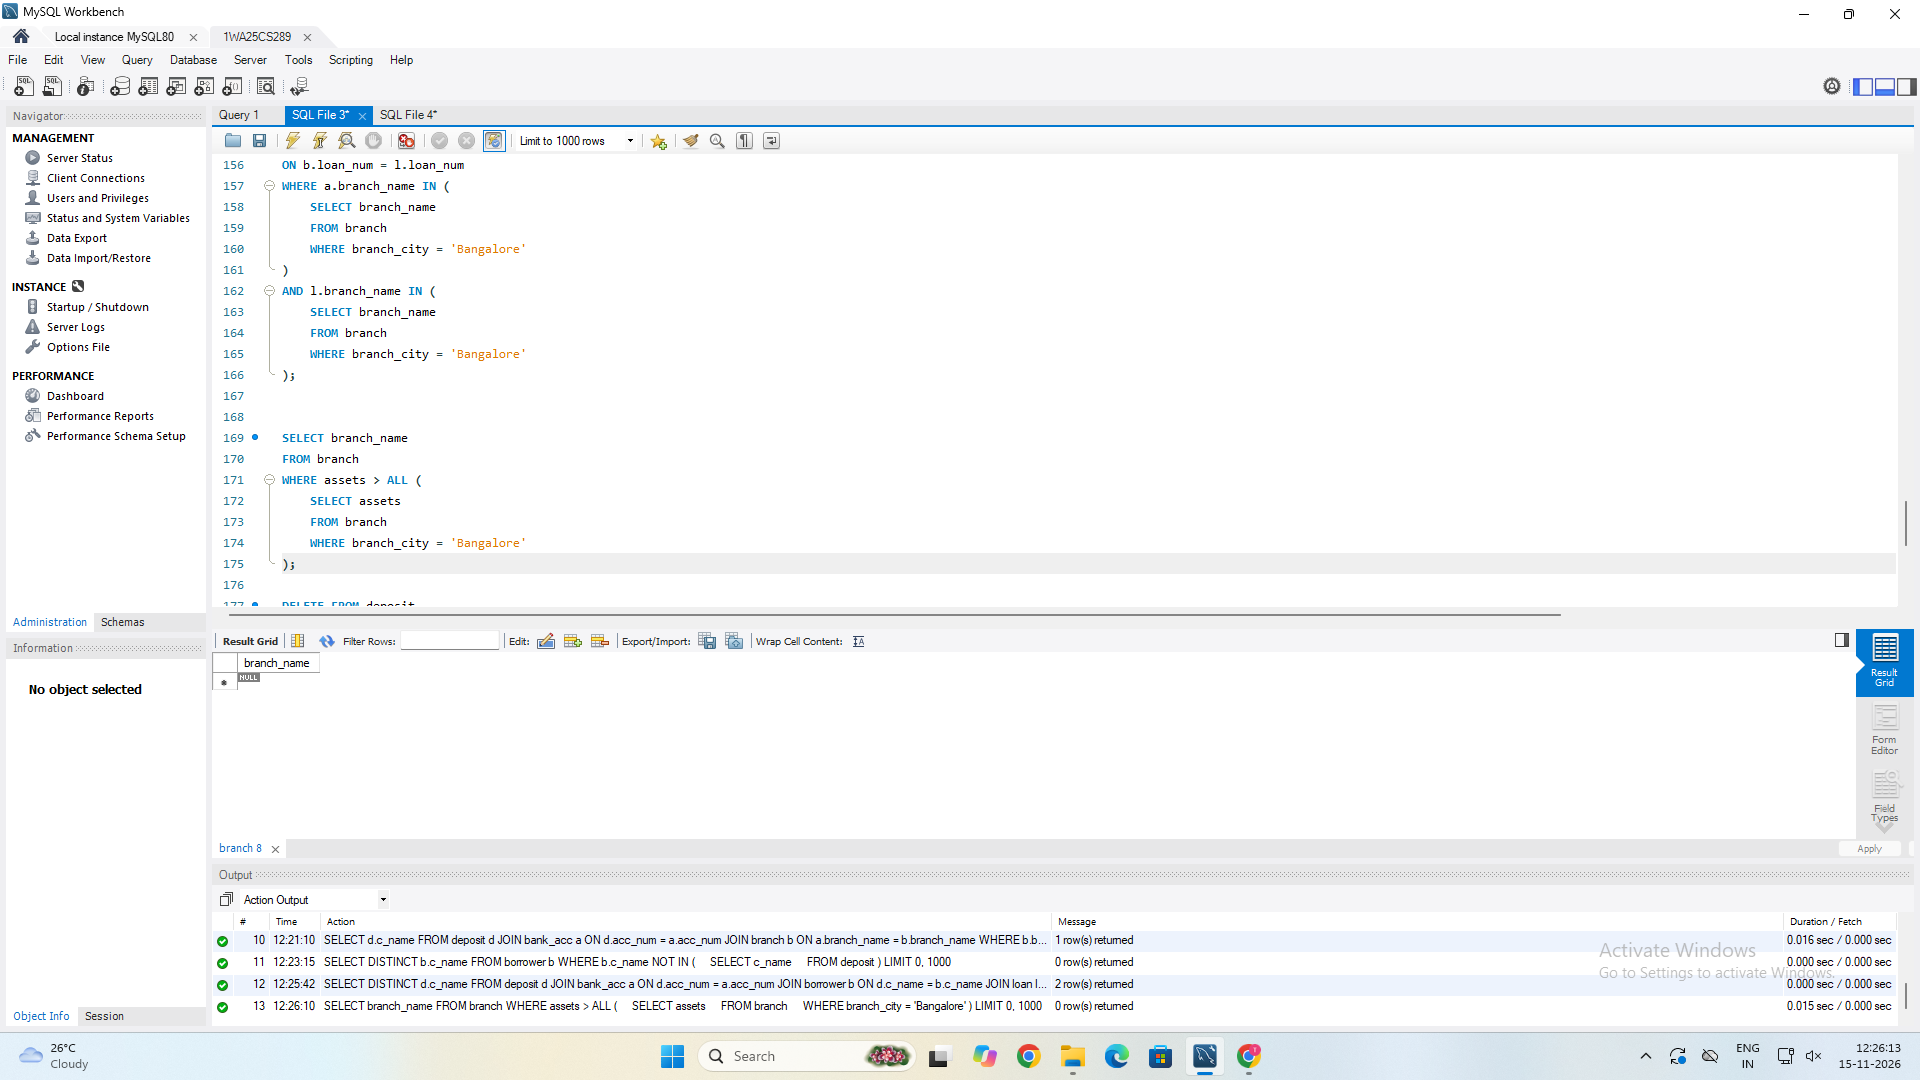 MySQL Workbench
Local instance MySQL80
1WA25CS289
File Edit View Query Database Server Tools Scripting Help
Navigator
MANAGEMENT
Server Status
Client Connections
Users and Privileges
Status and System Variables
Data Export
Data Import/Restore
INSTANCE
Startup / Shutdown
Server Logs
Options File
PERFORMANCE
Dashboard
Performance Reports
Performance Schema Setup
Administration Schemas
Information
No object selected
Object Info Session
Query 1 SQL File 3* SQL File 4*
Limit to 1000 rows
156 ON b.loan_num = l.loan_num
157 WHERE a.branch_name IN (
158 SELECT branch_name
159 FROM branch
160 WHERE branch_city = 'Bangalore'
161 )
162 AND l.branch_name IN (
163 SELECT branch_name
164 FROM branch
165 WHERE branch_city = 'Bangalore'
166 );
167
168
169 SELECT branch_name
170 FROM branch
171 WHERE assets > ALL (
172 SELECT assets
173 FROM branch
174 WHERE branch_city = 'Bangalore'
175 );
176
177 DELETE FROM deposit
Result Grid Filter Rows: Edit: Export/Import: Wrap Cell Content:
branch_name
NULL
Result Grid
Form Editor
Field Types
branch 8
Apply
Output
Action Output
# Time Action Message Duration / Fetch
10 12:21:10 SELECT d.c_name FROM deposit d JOIN bank_acc a ON d.acc_num = a.acc_num JOIN branch b ON a.branch_name = b.branch_name WHERE b.b... 1 row(s) returned 0.016 sec / 0.000 sec
11 12:23:15 SELECT DISTINCT b.c_name FROM borrower b WHERE b.c_name NOT IN ( SELECT c_name FROM deposit ) LIMIT 0, 1000 0 row(s) returned 0.000 sec / 0.000 sec
12 12:25:42 SELECT DISTINCT d.c_name FROM deposit d JOIN bank_acc a ON d.acc_num = a.acc_num JOIN borrower b ON d.c_name = b.c_name JOIN loan l... 2 row(s) returned 0.000 sec / 0.000 sec
13 12:26:10 SELECT branch_name FROM branch WHERE assets > ALL ( SELECT assets FROM branch WHERE branch_city = 'Bangalore' ) LIMIT 0, 1000 0 row(s) returned 0.015 sec / 0.000 sec
Activate Windows
Go to Settings to activate Windows.
26°C
Cloudy
Search
ENG
IN
12:26:13
15-11-2026